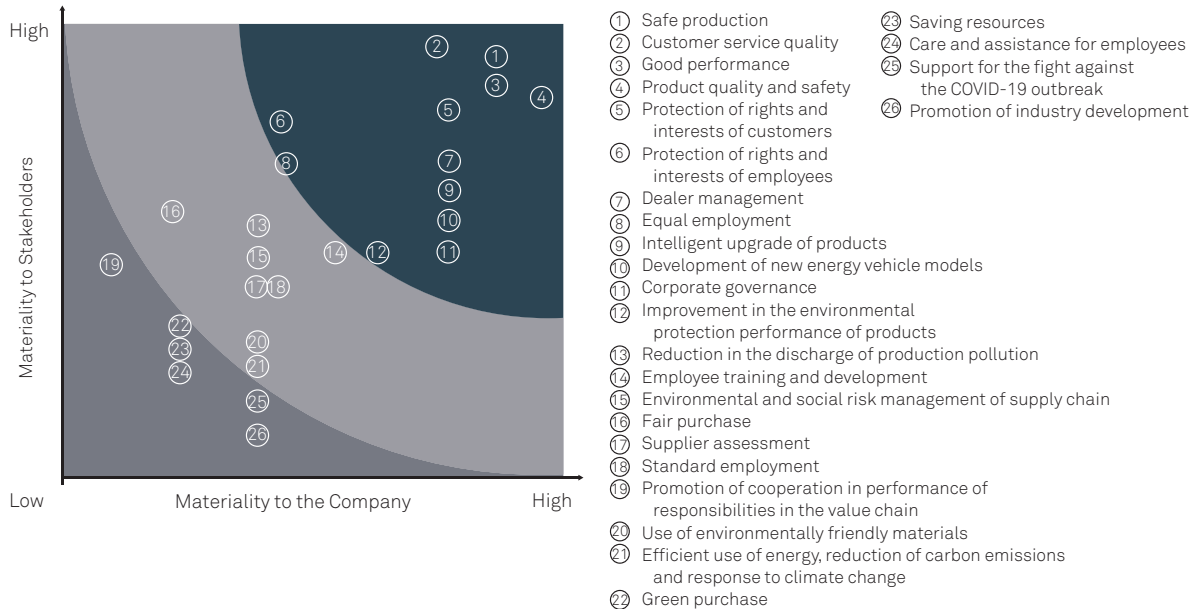 High
Materiality to Stakeholders
2
1
3
4
5
6
7
8
9
16
10
13
14
12
11
15
19
17 18
22
20
23
21
24
25
26
Low
Materiality to the Company
High
1 Safe production
2 Customer service quality
3 Good performance
4 Product quality and safety
5 Protection of rights and
interests of customers
6 Protection of rights and
interests of employees
7 Dealer management
8 Equal employment
9 Intelligent upgrade of products
10 Development of new energy vehicle models
11 Corporate governance
12 Improvement in the environmental
protection performance of products
13 Reduction in the discharge of production pollution
14 Employee training and development
15 Environmental and social risk management of supply chain
16 Fair purchase
17 Supplier assessment
18 Standard employment
19 Promotion of cooperation in performance of
responsibilities in the value chain
20 Use of environmentally friendly materials
21 Efficient use of energy, reduction of carbon emissions
and response to climate change
22 Green purchase
23 Saving resources
24 Care and assistance for employees
25 Support for the fight against
the COVID-19 outbreak
26 Promotion of industry development